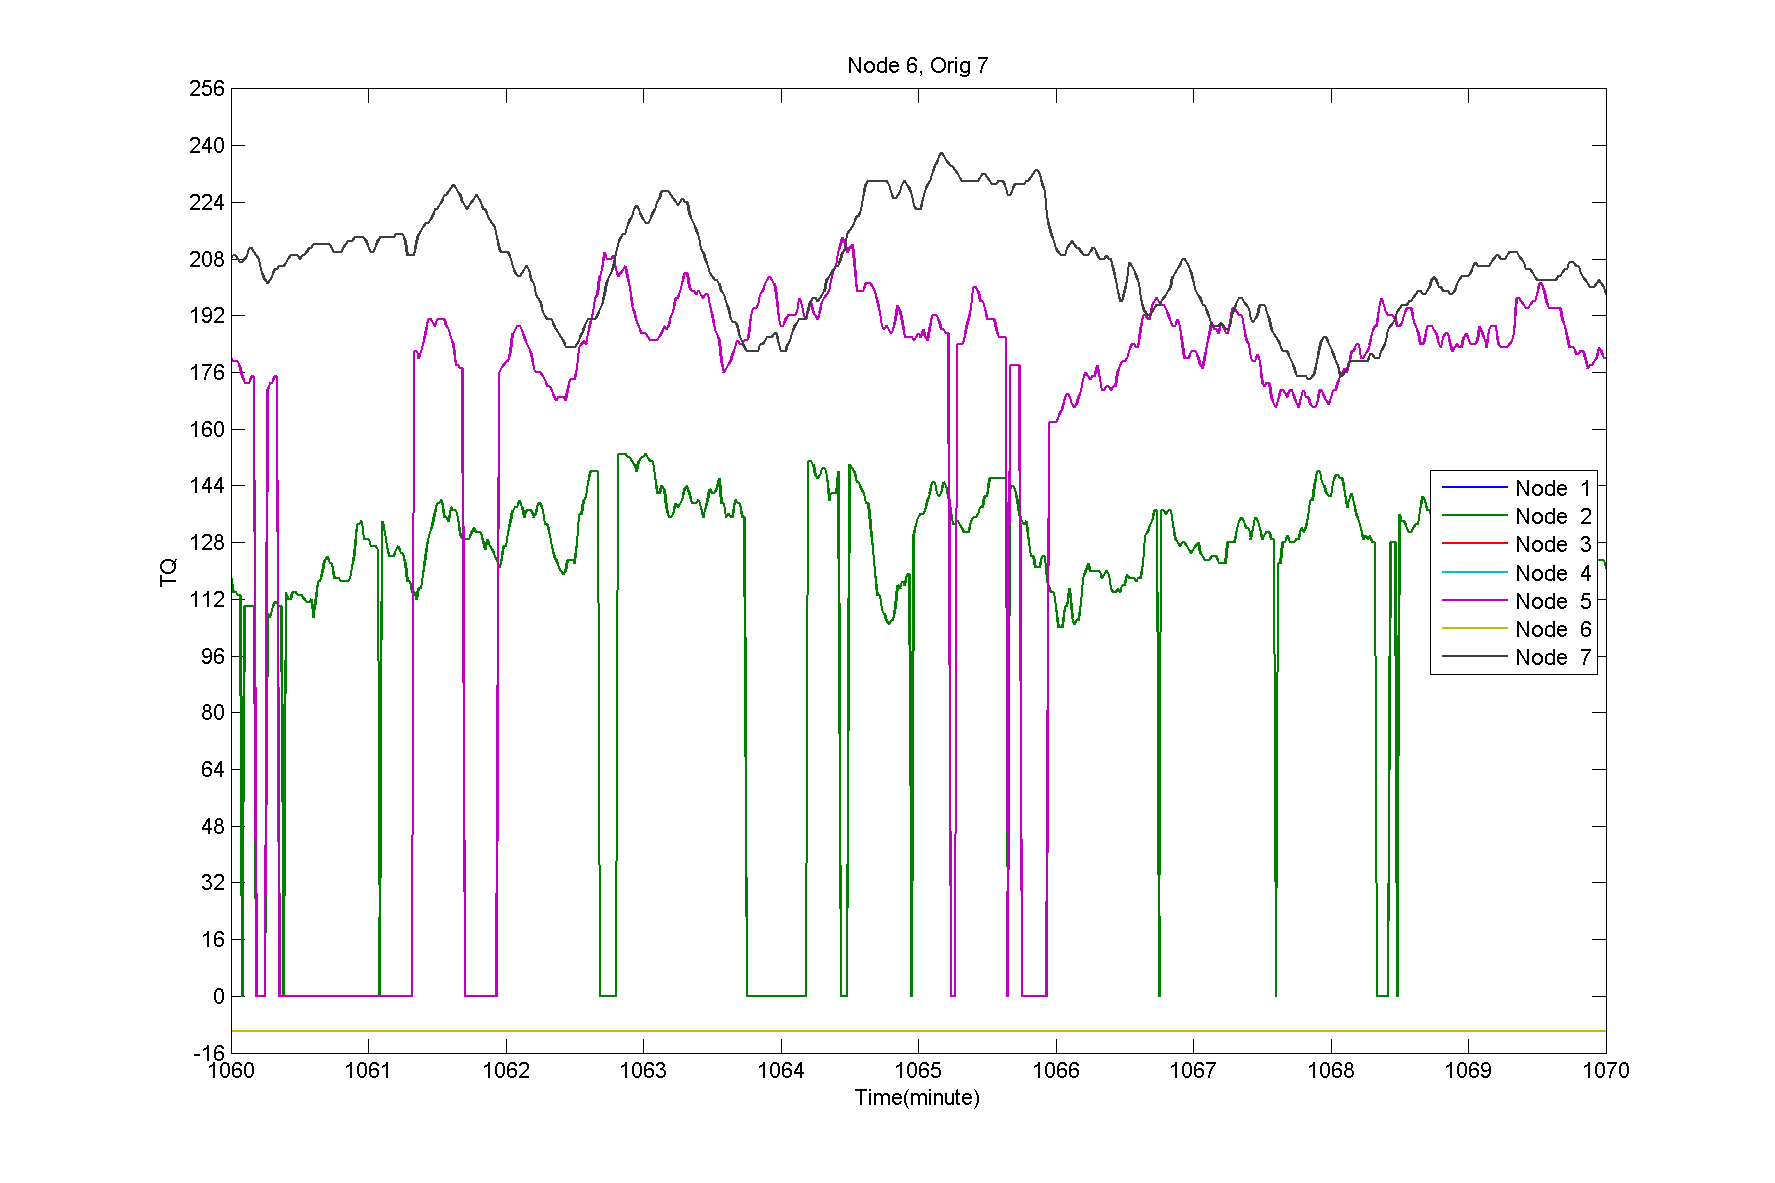 Node 6, Orig 7
256
240
224
208
192
176
160
144
128
112
96
80
64
48
32
16
0
-16
TQ
Node 1
Node 2
Node 3
Node 4
Node 5
Node 6
Node 7
1060 1061 1062 1063 1064 1065 1066 1067 1068 1069 1070
Time(minute)